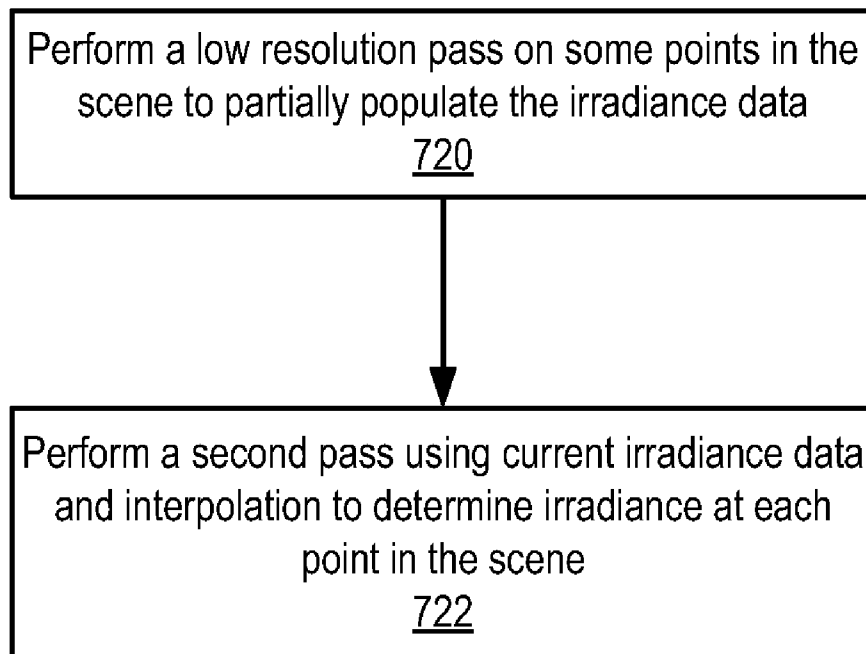 Perform a low resolution pass on some points in the
scene to partially populate the irradiance data
720
Perform a second pass using current irradiance data
and interpolation to determine irradiance at each
point in the scene
722